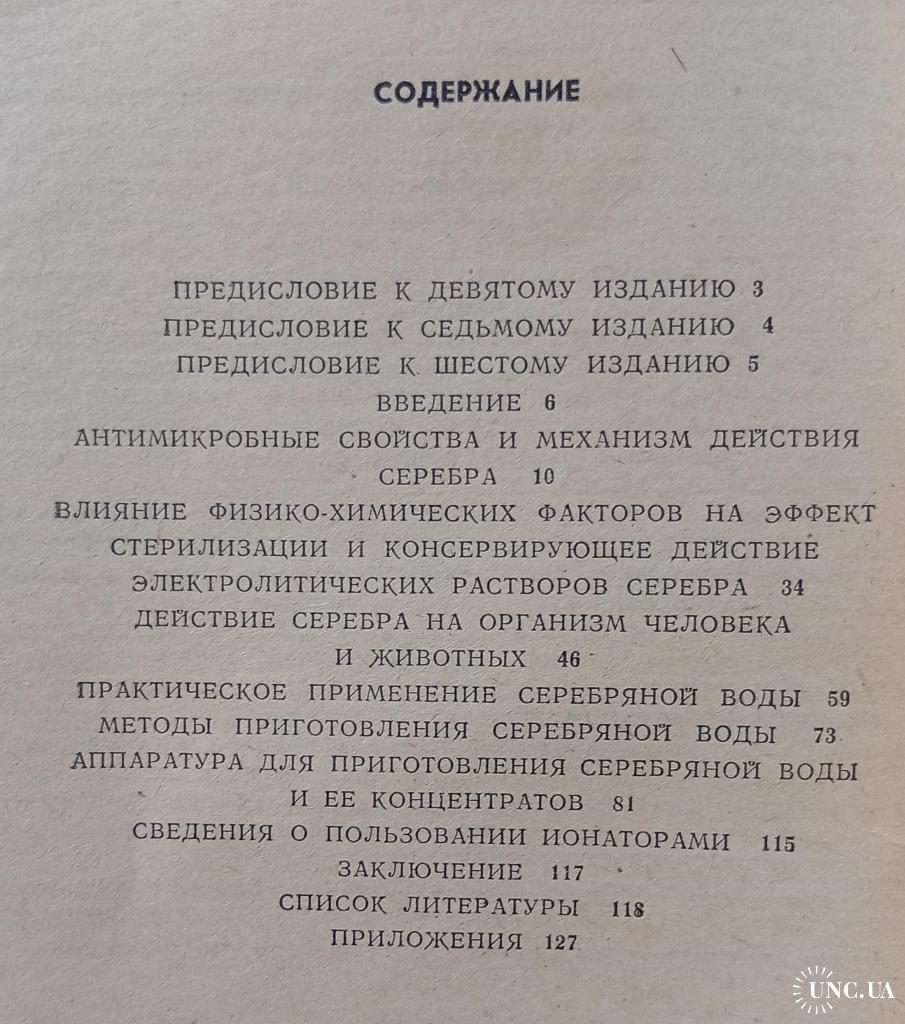 СОДЕРЖАНИЕ
ПРЕДИСЛОВИЕ К ДЕВЯТОМУ ИЗДАНИЮ 3
ПРЕДИСЛОВИЕ К СЕДЬМОМУ ИЗДАНИЮ 4
ПРЕДИСЛОВИЕ К ШЕСТОМУ ИЗДАНИЮ 5
ВВЕДЕНИЕ 6
АНТИМИКРОБНЫЕ СВОЙСТВА И МЕХАНИЗМ ДЕЙСТВИЯ
СЕРЕБРА 10
ВЛИЯНИЕ ФИЗИКО-ХИМИЧЕСКИХ ФАКТОРОВ НА ЭФФЕКТ
СТЕРИЛИЗАЦИИ И КОНСЕРВИРУЮЩЕЕ ДЕЙСТВИЕ
ЭЛЕКТРОЛИТИЧЕСКИХ РАСТВОРОВ СЕРЕБРА 34
ДЕЙСТВИЕ СЕРЕБРА НА ОРГАНИЗМ ЧЕЛОВЕКА
И ЖИВОТНЫХ 46
ПРАКТИЧЕСКОЕ ПРИМЕНЕНИЕ СЕРЕБРЯНОЙ ВОДЫ 59
МЕТОДЫ ПРИГОТОВЛЕНИЯ СЕРЕБРЯНОЙ ВОДЫ 73
АППАРАТУРА ДЛЯ ПРИГОТОВЛЕНИЯ СЕРЕБРЯНОЙ ВОДЫ
И ЕЕ КОНЦЕНТРАТОВ 81
СВЕДЕНИЯ О ПОЛЬЗОВАНИИ ИОНАТОРАМИ 115
ЗАКЛЮЧЕНИЕ 117
СПИСОК ЛИТЕРАТУРЫ 118
ПРИЛОЖЕНИЯ 127
UNC.UA